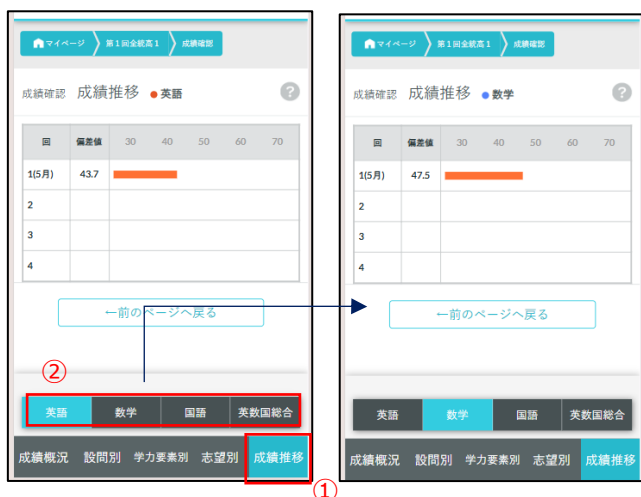 マイページ 第1回全統高1 成績確認
成績確認 成績推移 ●英語 ?
回 偏差値 30 40 50 60 70
1(5月) 43.7
2
3
4
←前のページへ戻る
②
英語 数学 国語 英数国総合
成績概況 設問別 学力要素別 志望別 成績推移
①
マイページ 第1回全統高1 成績確認
成績確認 成績推移 ●数学 ?
回 偏差値 30 40 50 60 70
1(5月) 47.5
2
3
4
←前のページへ戻る
英語 数学 国語 英数国総合
成績概況 設問別 学力要素別 志望別 成績推移